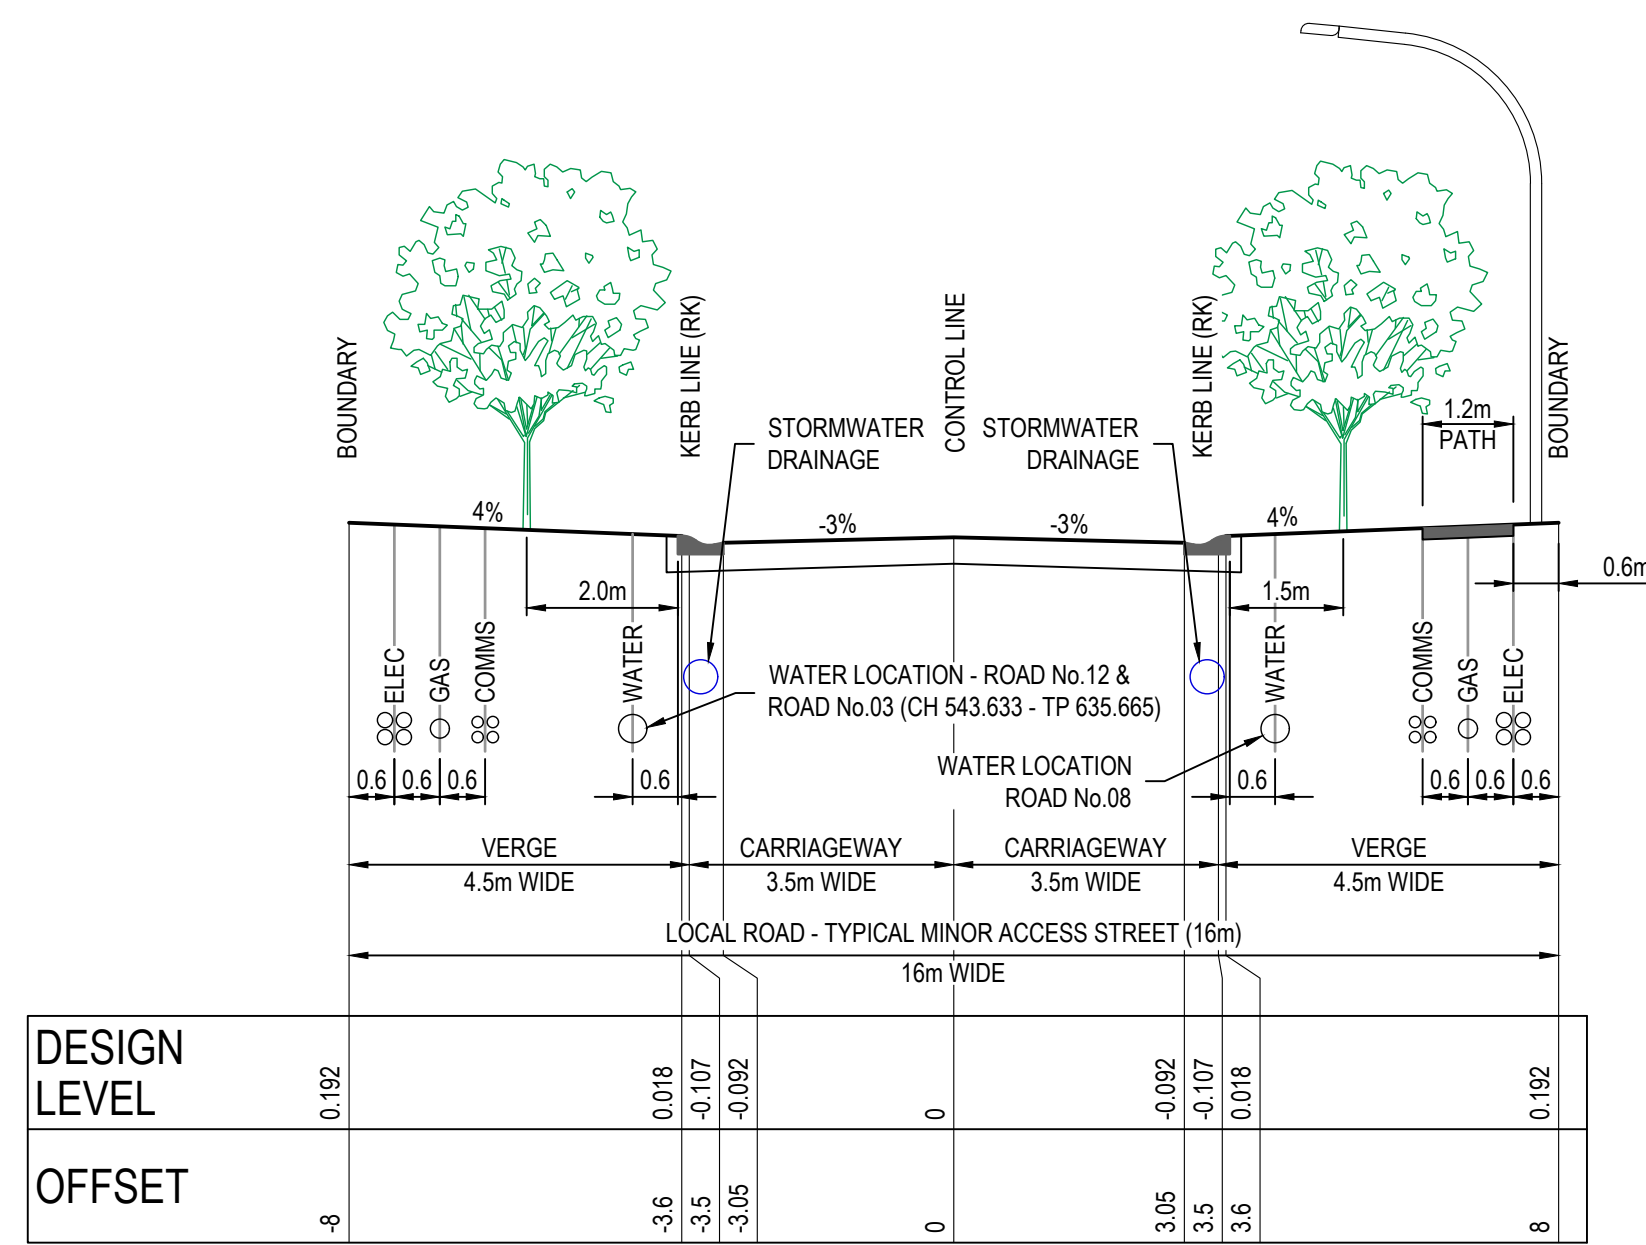 BOUNDARY
KERB LINE (RK)
CONTROL LINE
KERB LINE (RK)
BOUNDARY
STORMWATER
DRAINAGE
STORMWATER
DRAINAGE
1.2m
PATH
4%
-3%
-3%
4%
2.0m
1.5m
0.6m
ELEC
GAS
COMMS
WATER
WATER
COMMS
GAS
ELEC
WATER LOCATION - ROAD No.12 &
ROAD No.03 (CH 543.633 - TP 635.665)
WATER LOCATION
ROAD No.08
0.6 0.6 0.6 0.6 0.6 0.6 0.6 0.6
VERGE CARRIAGEWAY CARRIAGEWAY VERGE
4.5m WIDE 3.5m WIDE 3.5m WIDE 4.5m WIDE
LOCAL ROAD - TYPICAL MINOR ACCESS STREET (16m)
16m WIDE
DESIGN
LEVEL
0.192
0.018
-0.107
-0.092
0
-0.092
-0.107
0.018
0.192
OFFSET
-8
-3.6
-3.5
-3.05
0
3.05
3.5
3.6
8